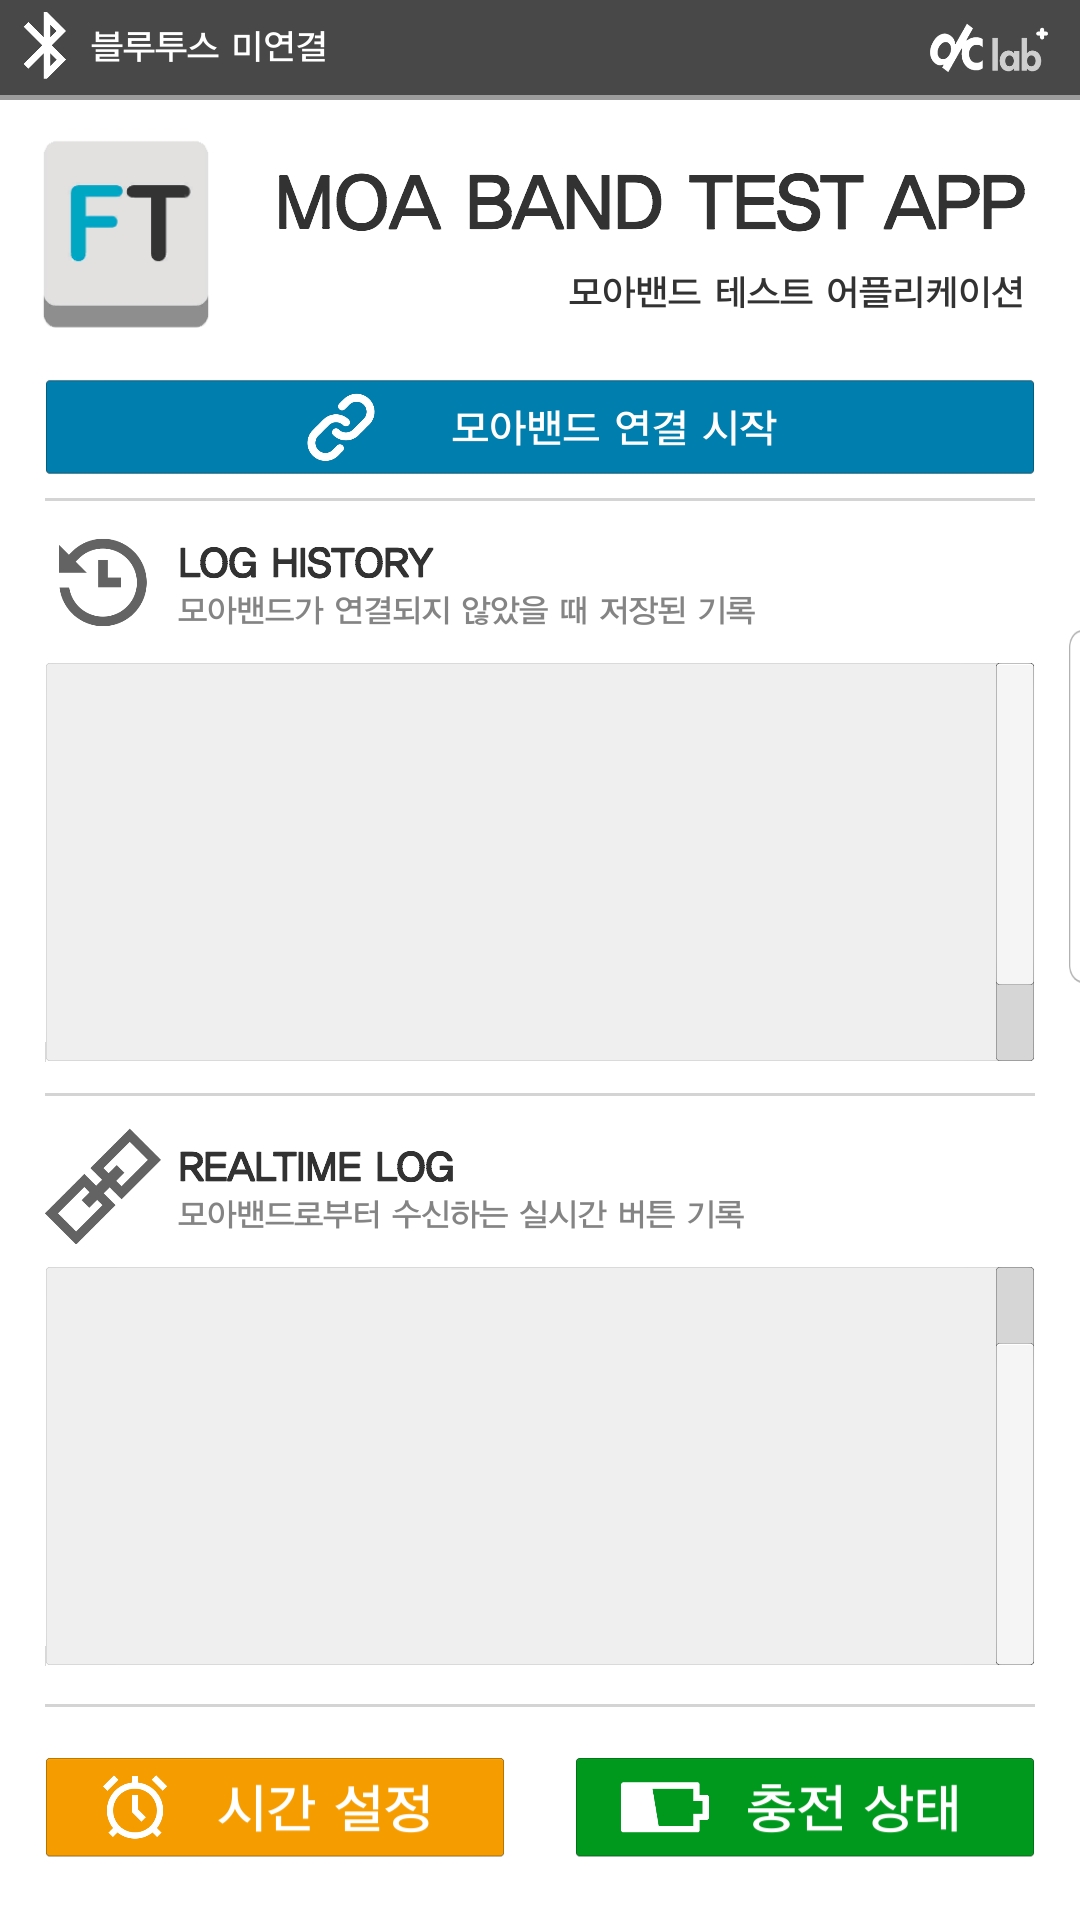 블루투스 미연결
lab+
FT
MOA BAND TEST APP
모아밴드 테스트 어플리케이션
모아밴드 연결 시작
LOG HISTORY
모아밴드가 연결되지 않았을 때 저장된 기록
REALTIME LOG
모아밴드로부터 수신하는 실시간 버튼 기록
시간 설정
충전 상태